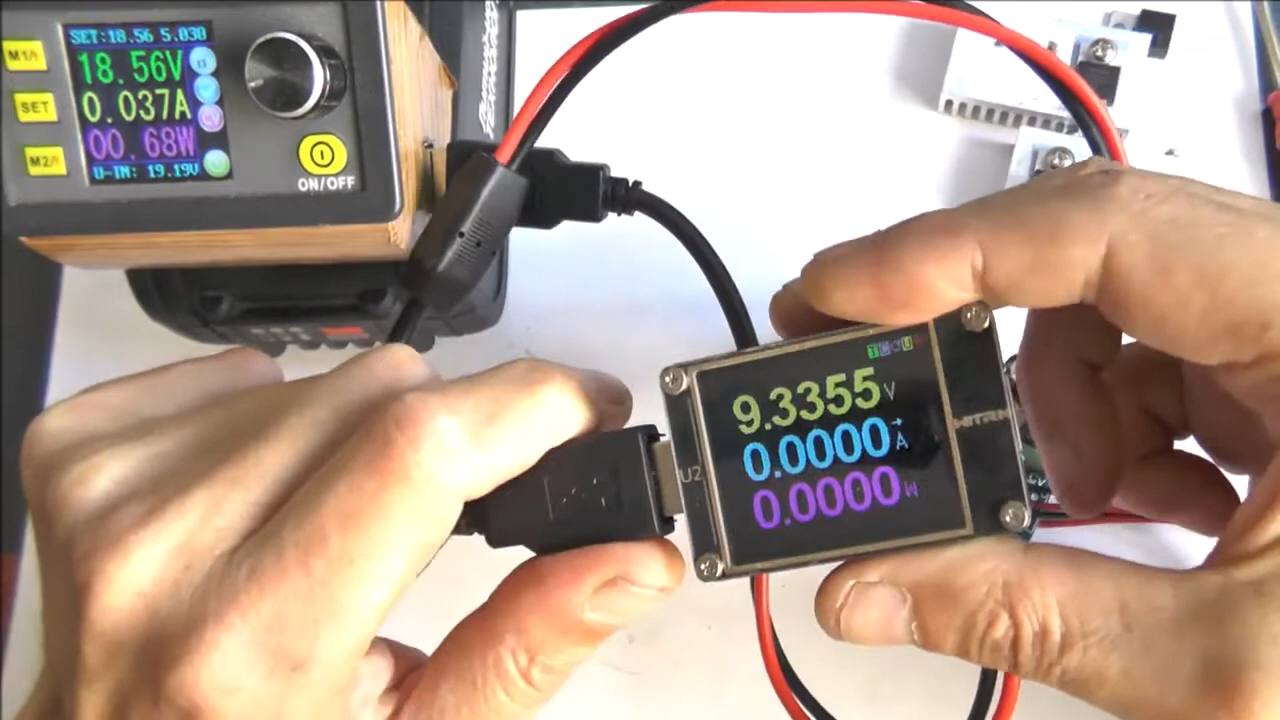 M1/↑
SET
M2/↓
SET:18.56 5.030
18.56V
0.037A
00.68W
U-IN: 19.19V
ON/OFF
9.3355V
0.0000A
0.0000W
U2